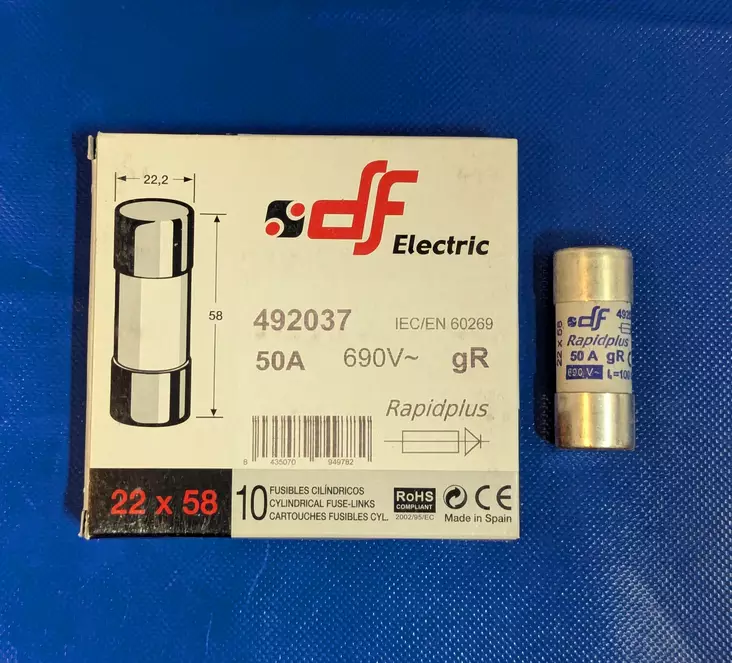 22,2
58
df Electric
492037
IEC/EN 60269
50A 690V~ gR
Rapidplus
8 435070 949782
22 x 58
10 FUSIBLES CILÍNDRICOS
CYLINDRICAL FUSE-LINKS
CARTOUCHES FUSIBLES CYL.
RoHS
COMPLIANT
2002/95/EC
CE
Made in Spain
22 x 58
df
Rapidplus
50 A gR
690 V~